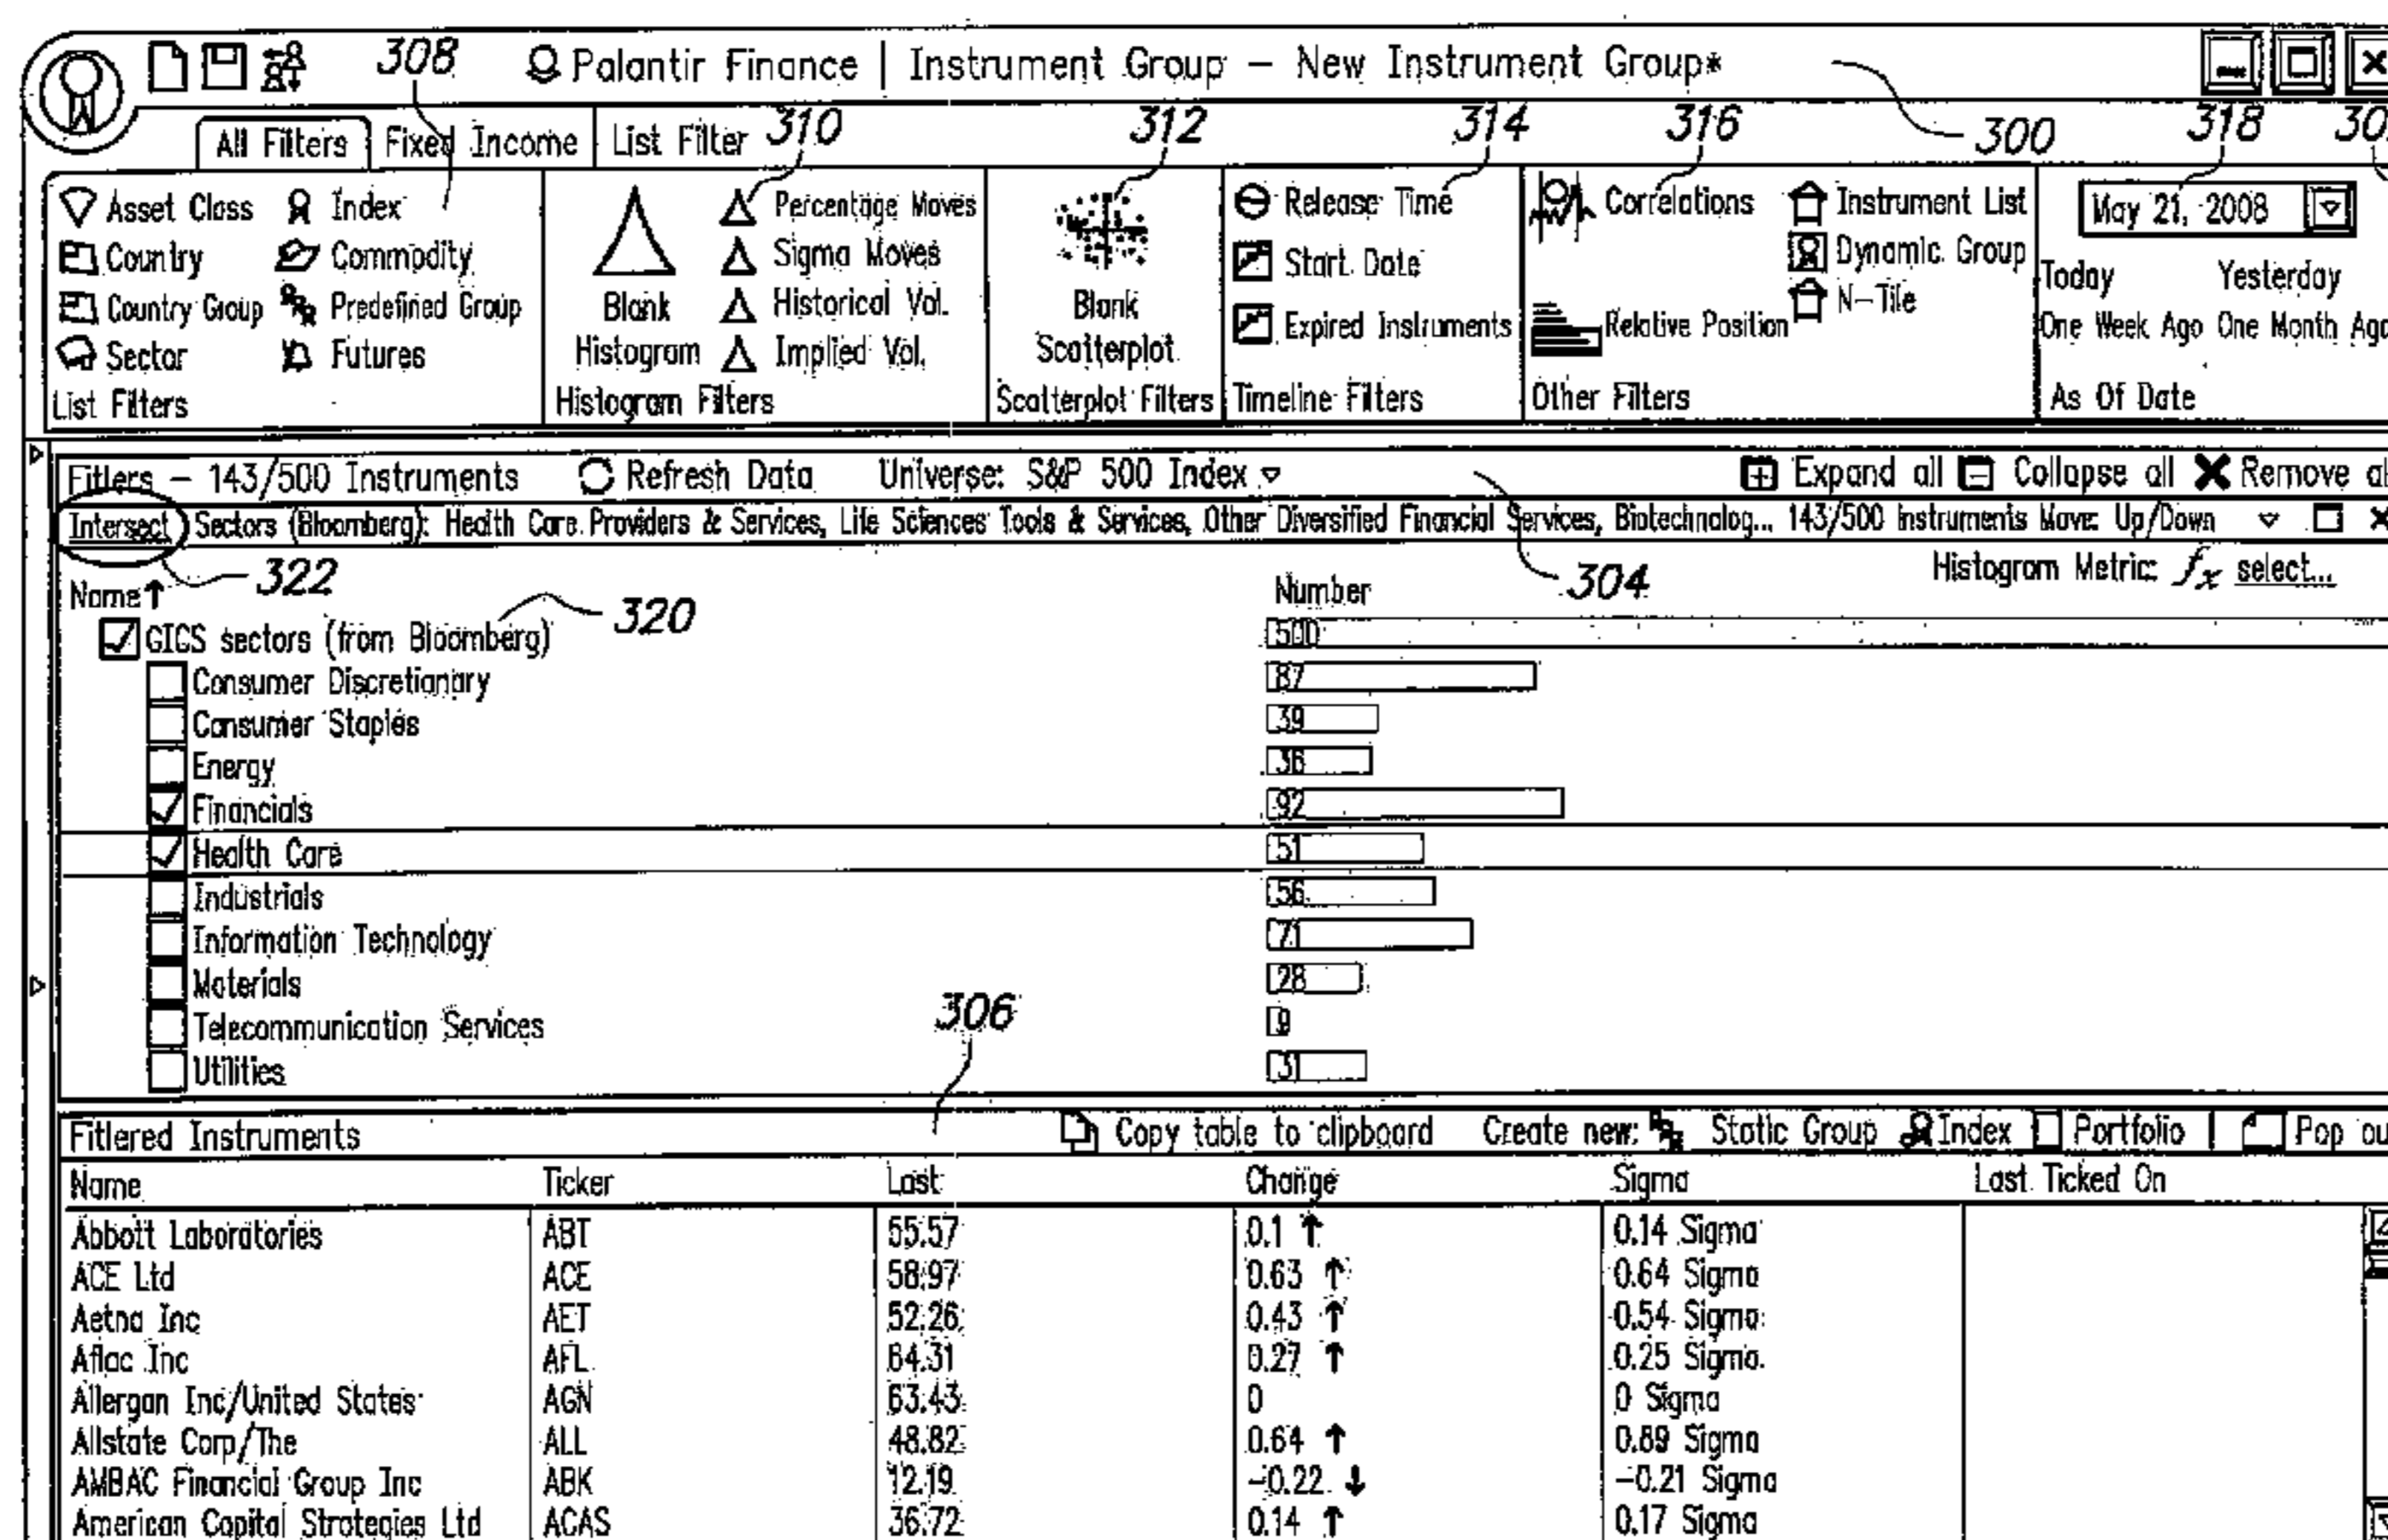 308 Palantir Finance | Instrument Group – New Instrument Group*
All Filters Fixed Income List Filter 310 312 314 316 300 318
Asset Class Index Percentage Moves Release Time Correlations Instrument List May 21, 2008
Country Commodity Sigma Moves Start Date Dynamic Group Today Yesterday
Country Group Predefined Group Blank Historical Vol. Blank Expired Instruments Relative Position N-Tile One Week Ago One Month Ago
Sector Futures Histogram Implied Vol. Scatterplot
List Filters Histogram Filters Scatterplot Filters Timeline Filters Other Filters As Of Date
Fitlers – 143/500 Instruments Refresh Data Universe: S&P 500 Index Expand all Collapse all Remove
Intersect Sectors (Bloomberg): Health Care Providers & Services, Life Sciences Tools & Services, Other Diversified Financial Services, Biotechnolog... 143/500 Instruments Move: Up/Down
322 304 Histogram Metric: fx select...
Name Number
320
GICS sectors (from Bloomberg) 500
Consumer Discretionary 87
Consumer Staples 39
Energy 36
Financials 92
Health Care 51
Industrials 56
Information Technology 71
Materials 28
306
Telecommunication Services 9
Utilities 31
Fitlered Instruments Copy table to clipboard Create new: Static Group Index Portfolio | Pop
Name Ticker Last Change Sigma Last Ticked On
Abbott Laboratories ABT 55.57 0.1 ↑ 0.14 Sigma
ACE Ltd ACE 58.97 0.63 ↑ 0.64 Sigma
Aetna Inc AET 52.26 0.43 ↑ 0.54 Sigma
Aflac Inc AFL 64.31 0.27 ↑ 0.25 Sigma
Allergan Inc/United States AGN 63.43 0 0 Sigma
Allstate Corp/The ALL 48.82 0.64 ↑ 0.89 Sigma
AMBAC Financial Group Inc ABK 12.19 -0.22 ↓ -0.21 Sigma
American Capital Strategies Ltd ACAS 36.72 0.14 ↑ 0.17 Sigma